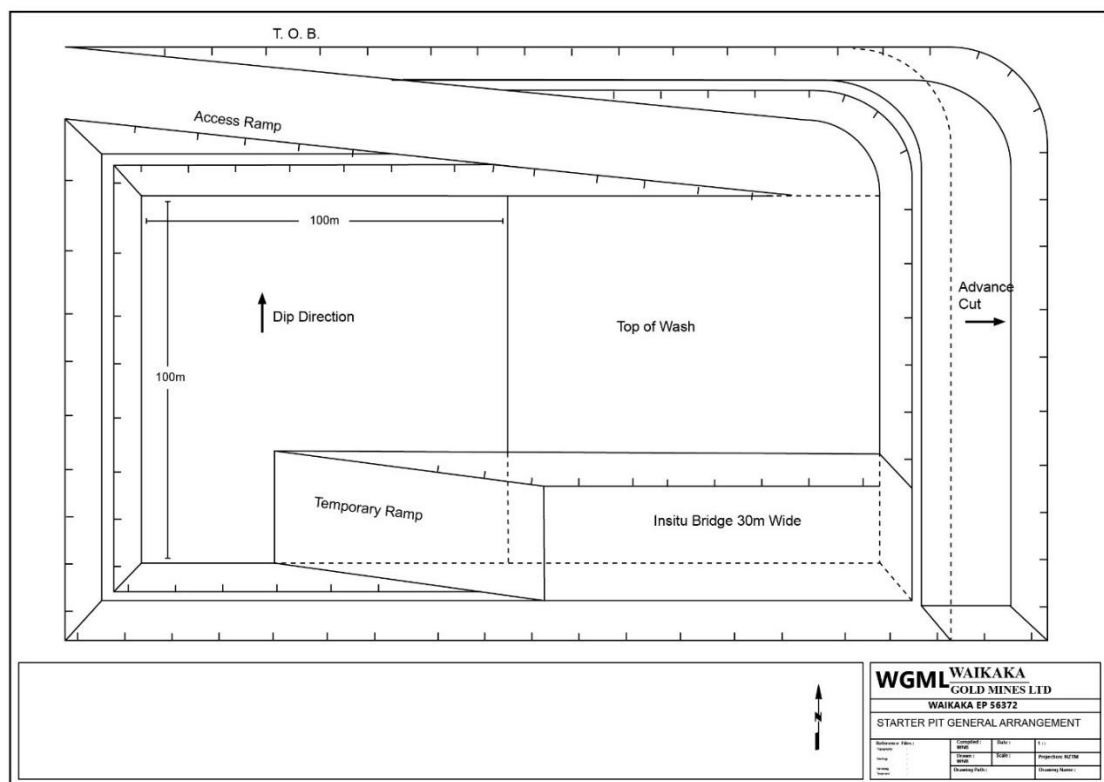 T. O. B.
Access Ramp
100m
Dip Direction
100m
Top of Wash
Advance
Cut
Temporary Ramp
Insitu Bridge 30m Wide
N
WGML WAIKAKA
GOLD MINES LTD
WAIKAKA EP 56372
STARTER PIT GENERAL ARRANGEMENT
Reference Files :
Compiled :
Date :
1 : :
Drawn :
Scale :
Projection: NZTM
Drawing Path :
Drawing Name :